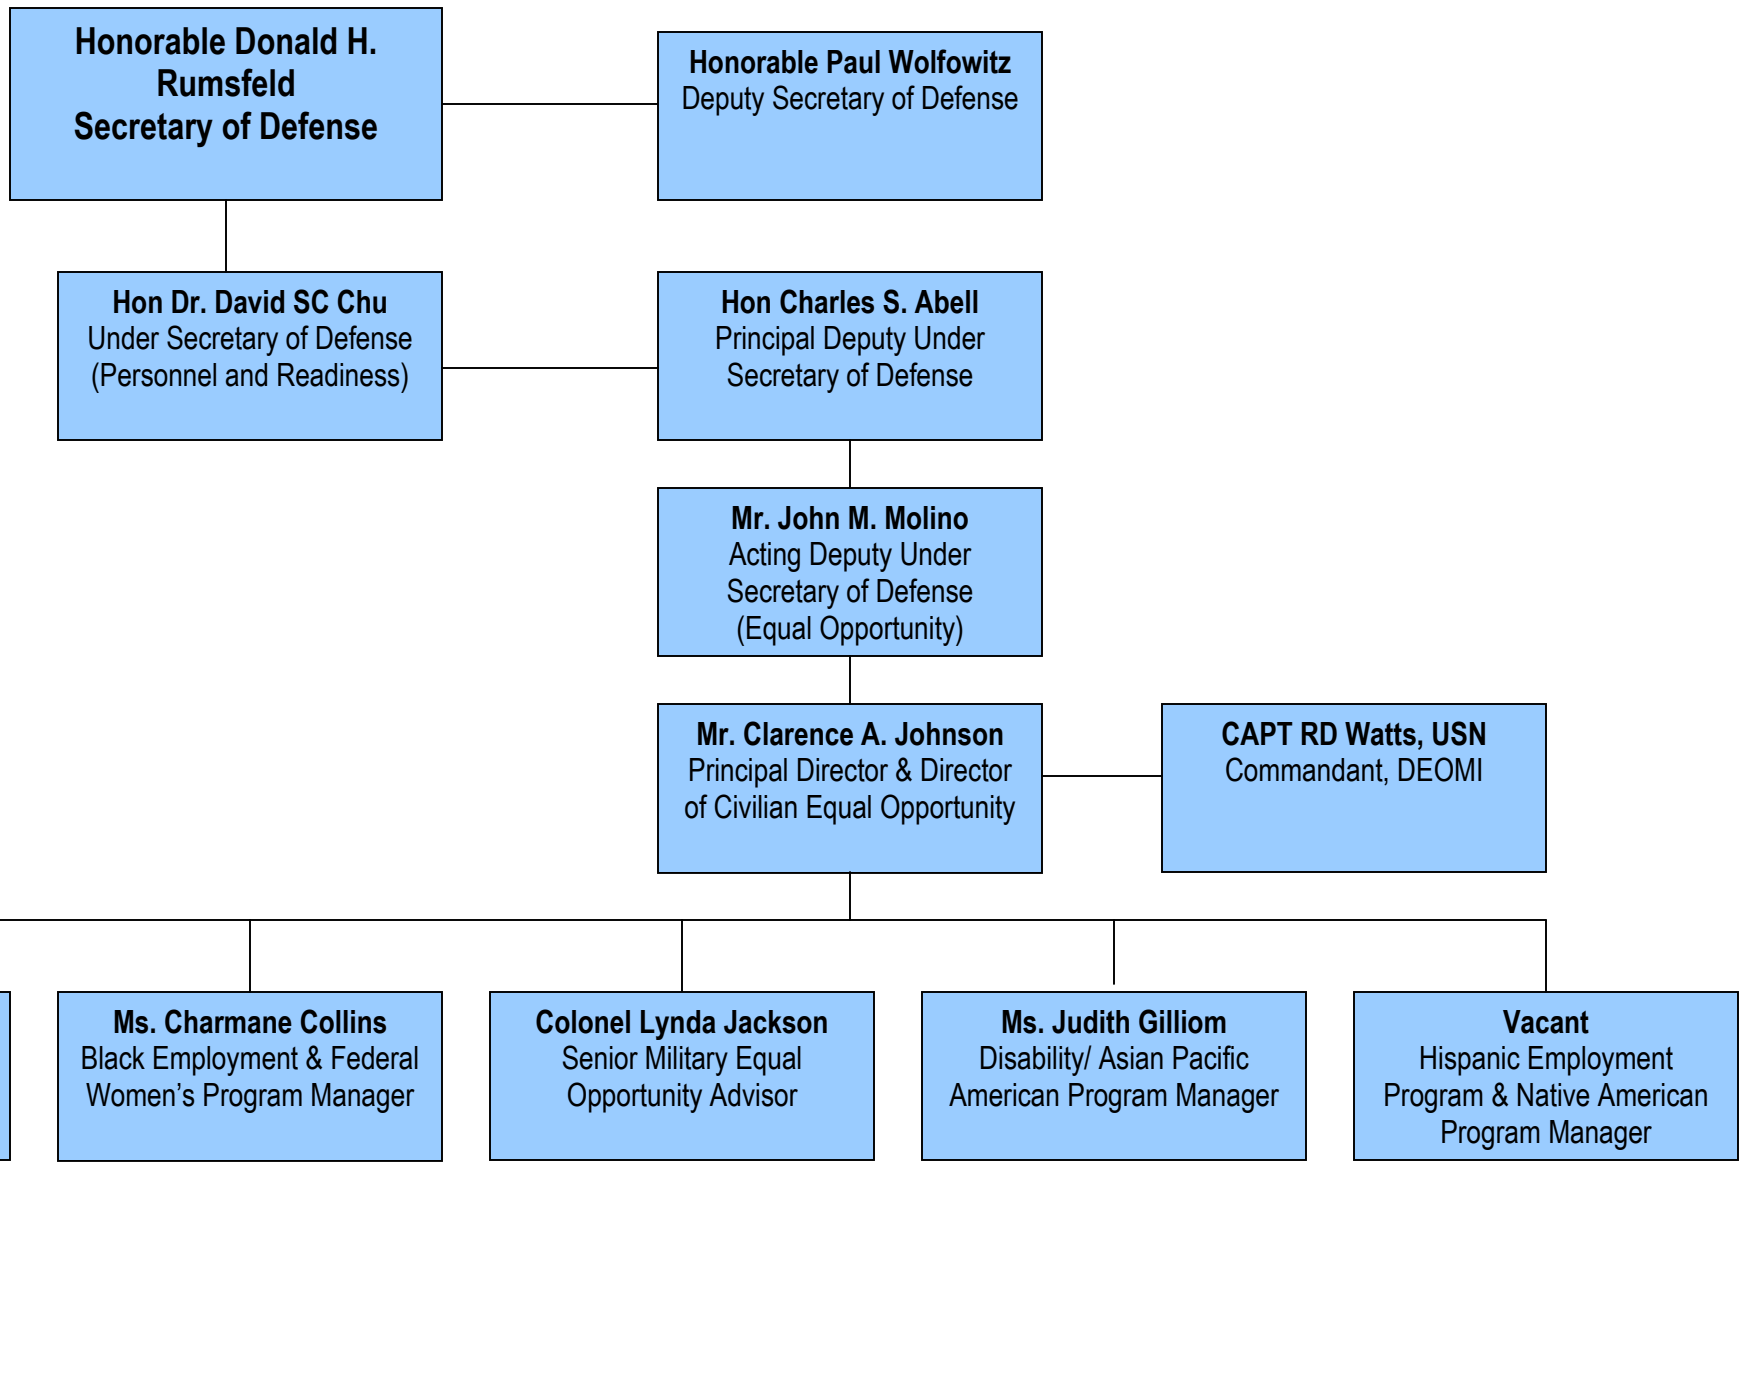 Honorable Donald H.
Rumsfeld
Secretary of Defense
Honorable Paul Wolfowitz
Deputy Secretary of Defense
Hon Dr. David SC Chu
Under Secretary of Defense
(Personnel and Readiness)
Hon Charles S. Abell
Principal Deputy Under
Secretary of Defense
Mr. John M. Molino
Acting Deputy Under
Secretary of Defense
(Equal Opportunity)
Mr. Clarence A. Johnson
Principal Director & Director
of Civilian Equal Opportunity
CAPT RD Watts, USN
Commandant, DEOMI
Ms. Charmane Collins
Black Employment & Federal
Women’s Program Manager
Colonel Lynda Jackson
Senior Military Equal
Opportunity Advisor
Ms. Judith Gilliom
Disability/ Asian Pacific
American Program Manager
Vacant
Hispanic Employment
Program & Native American
Program Manager